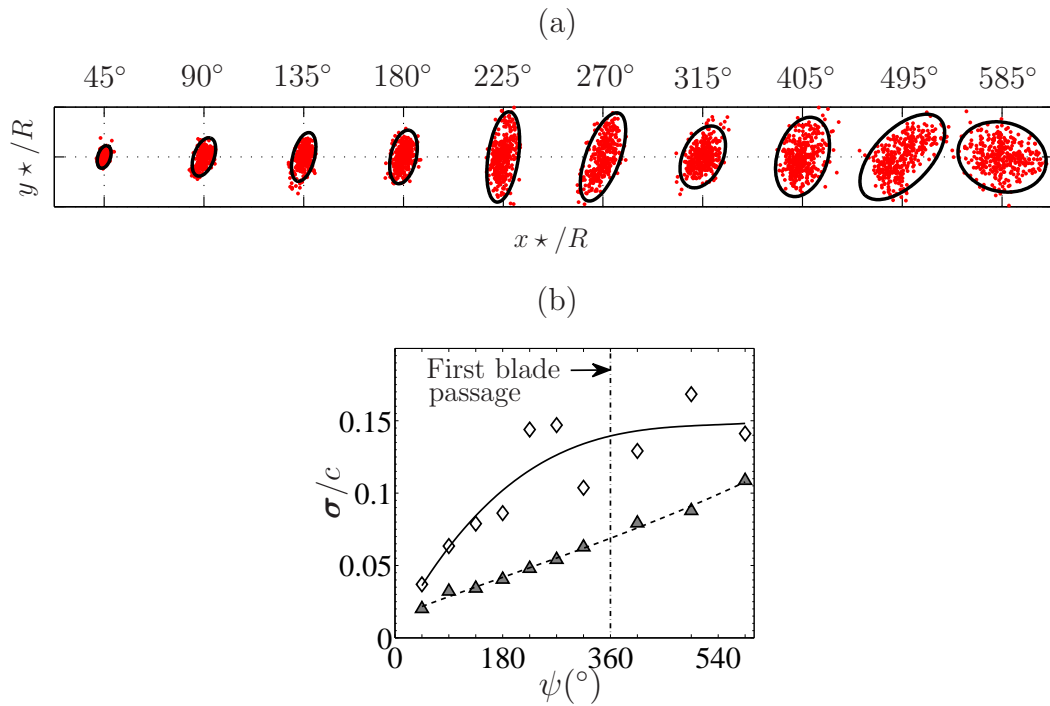 (a)
45° 90° 135° 180° 225° 270° 315° 405° 495° 585°
y⋆/R
x⋆/R
(b)
First blade
passage
0.15
0.1
0.05
0
σ/c
0 180 360 540
ψ(°)